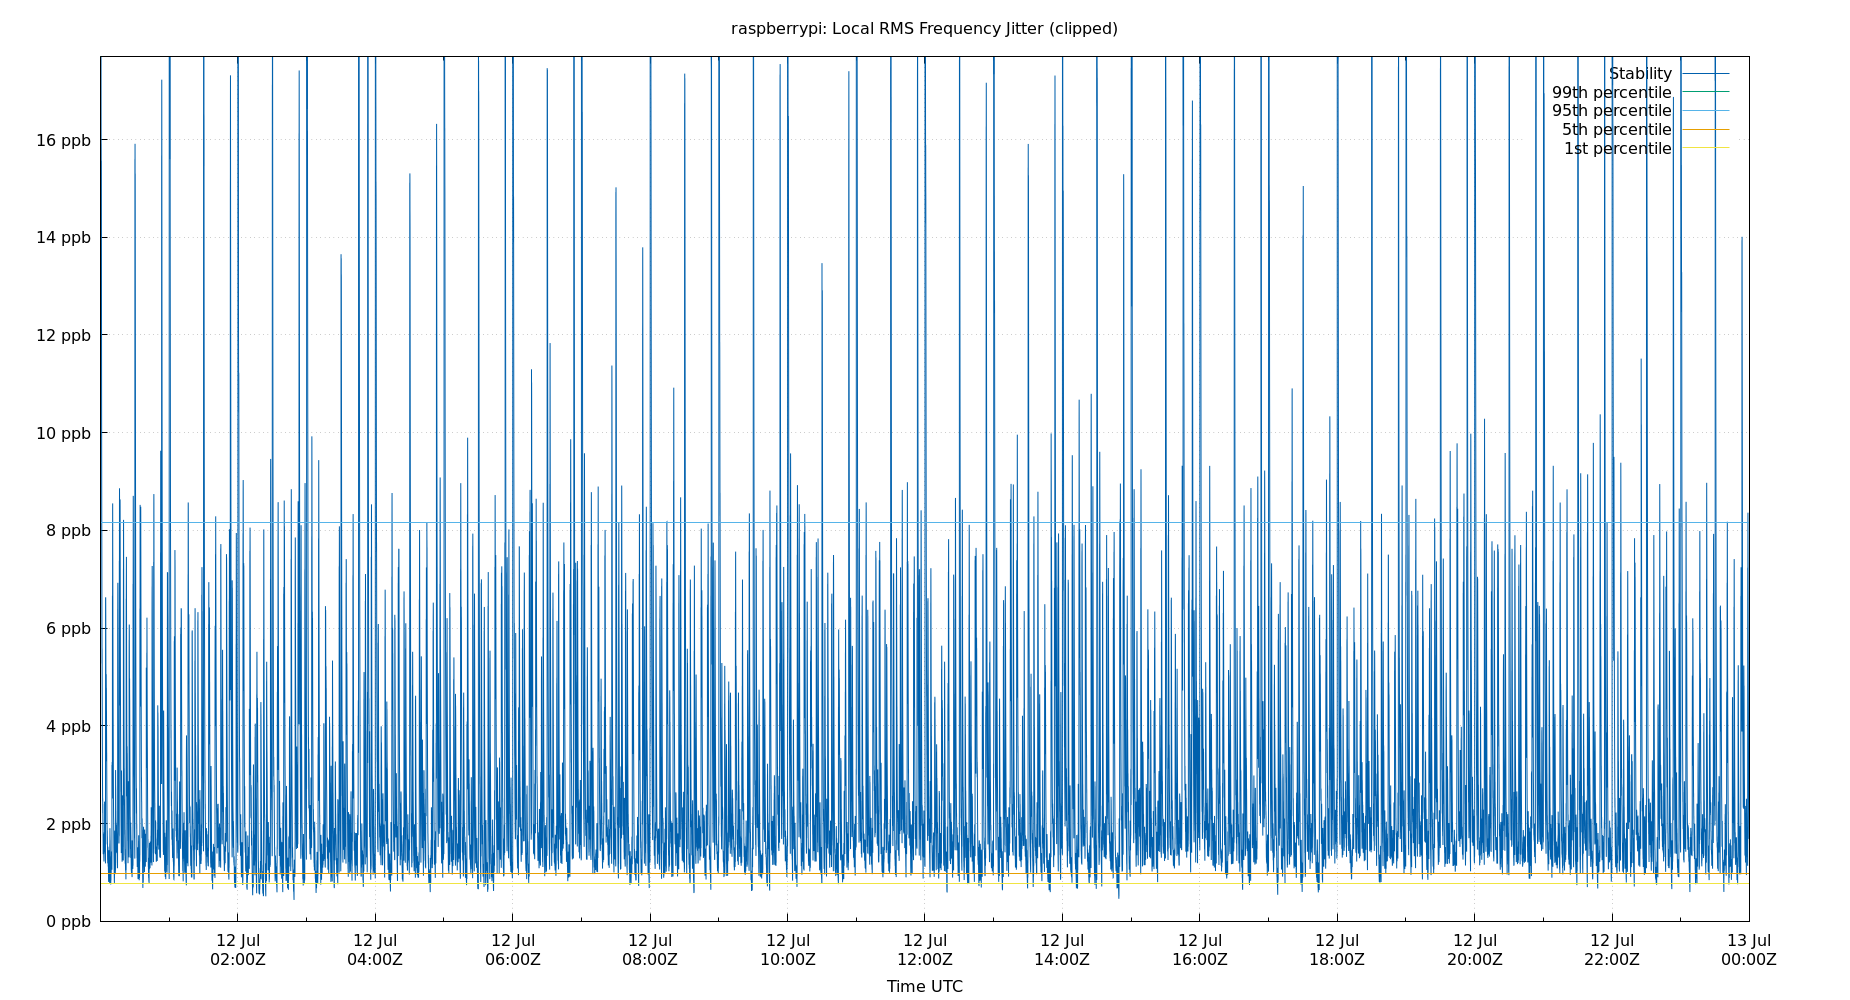 raspberrypi: Local RMS Frequency Jitter (clipped)
Stability
99th percentile
95th percentile
5th percentile
1st percentile
16 ppb
14 ppb
12 ppb
10 ppb
8 ppb
6 ppb
4 ppb
2 ppb
0 ppb
12 Jul 12 Jul 12 Jul 12 Jul 12 Jul 12 Jul 12 Jul 12 Jul 12 Jul 12 Jul 12 Jul 13 Jul
02:00Z 04:00Z 06:00Z 08:00Z 10:00Z 12:00Z 14:00Z 16:00Z 18:00Z 20:00Z 22:00Z 00:00Z
Time UTC